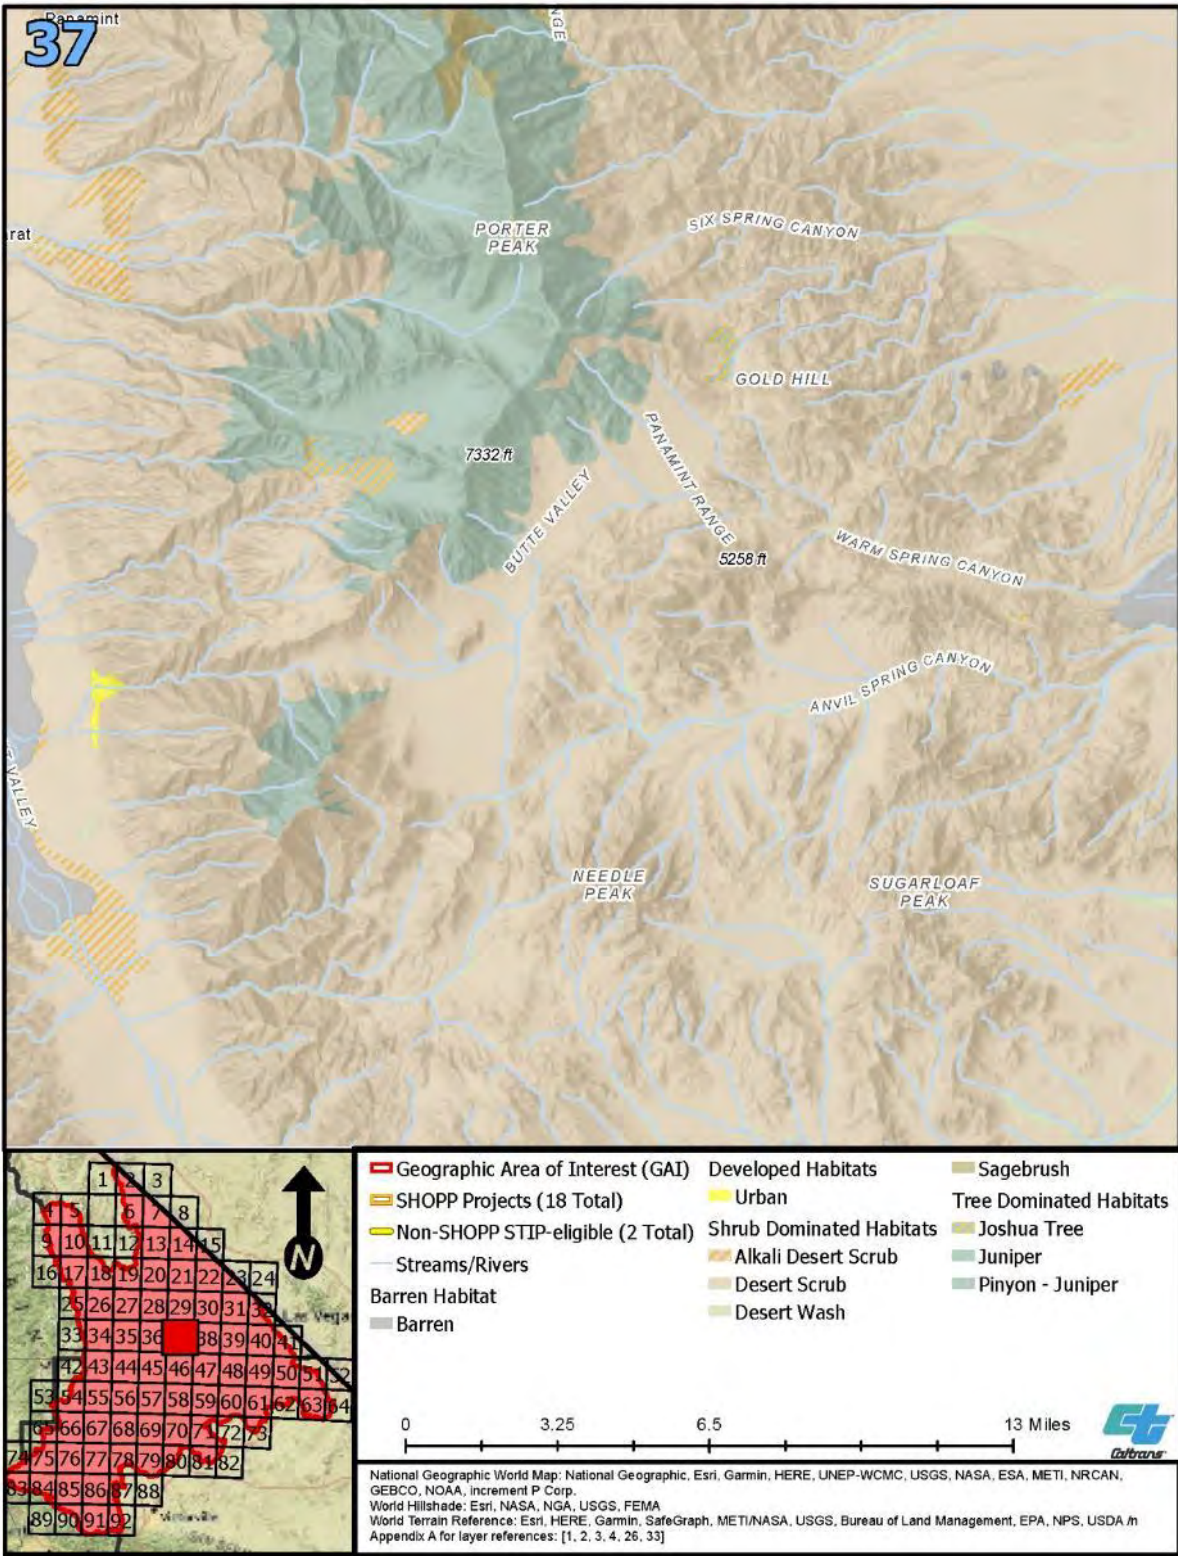 Panamint
37
NGE
rat
PORTER
PEAK
SIX SPRING CANYON
GOLD HILL
7332 ft
PANAMINT RANGE
BUTTE VALLEY
5258 ft
WARM SPRING CANYON
ANVIL SPRING CANYON
T VALLEY
NEEDLE
PEAK
SUGARLOAF
PEAK
1 2 3
4 5 6 7 8
9 10 11 12 13 14 15
16 17 18 19 20 21 22 23 24
25 26 27 28 29 30 31 32
Las Vega
33 34 35 36 38 39 40 41
42 43 44 45 46 47 48 49 50 51 52
53 54 55 56 57 58 59 60 61 62 63 64
65 66 67 68 69 70 71 72 73
74 75 76 77 78 79 80 81 82
83 84 85 86 87 88
89 90 91 92
N
Geographic Area of Interest (GAI)
SHOPP Projects (18 Total)
Non-SHOPP STIP-eligible (2 Total)
Streams/Rivers
Barren Habitat
Barren
Developed Habitats
Urban
Shrub Dominated Habitats
Alkali Desert Scrub
Desert Scrub
Desert Wash
Sagebrush
Tree Dominated Habitats
Joshua Tree
Juniper
Pinyon - Juniper
0 3.25 6.5 13 Miles
ct
Caltrans
National Geographic World Map: National Geographic, Esri, Garmin, HERE, UNEP-WCMC, USGS, NASA, ESA, METI, NRCAN,
GEBCO, NOAA, increment P Corp.
World Hillshade: Esri, NASA, NGA, USGS, FEMA
World Terrain Reference: Esri, HERE, Garmin, SafeGraph, METI/NASA, USGS, Bureau of Land Management, EPA, NPS, USDA /n
Appendix A for layer references: [1, 2, 3, 4, 26, 33]